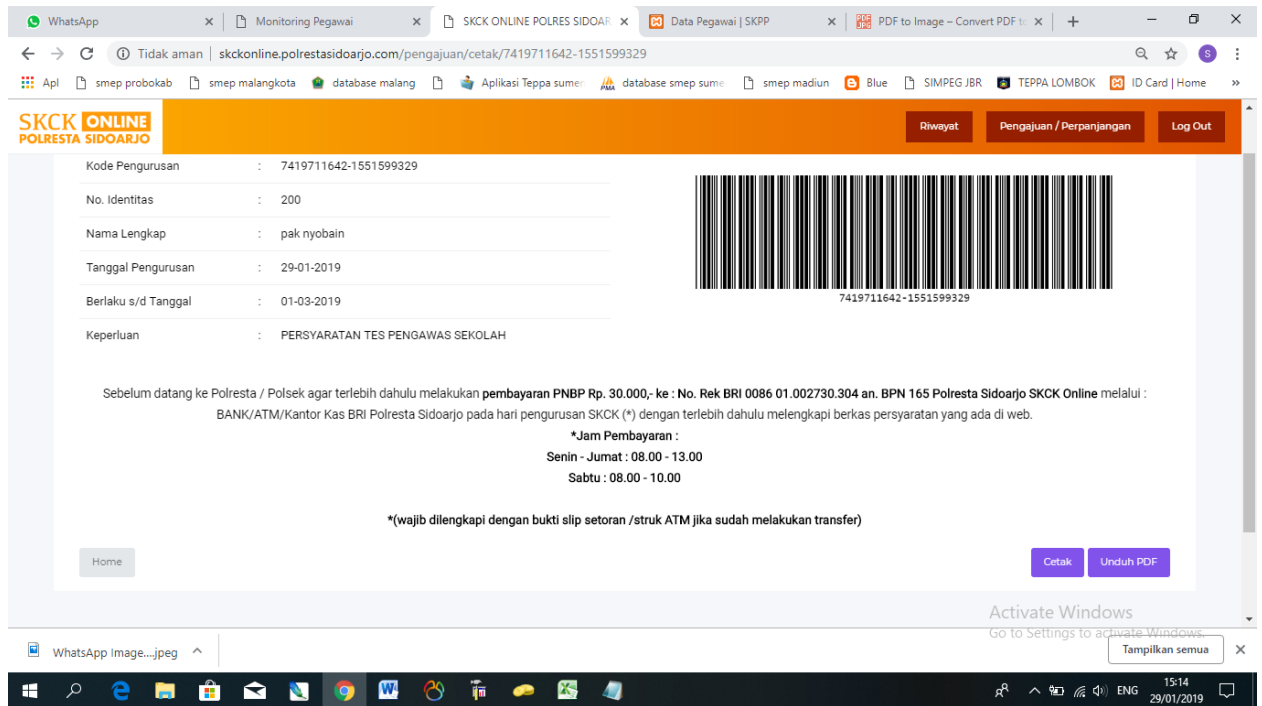 WhatsApp
Monitoring Pegawai
SKCK ONLINE POLRES SIDOAR
Data Pegawai | SKPP
PDF to Image – Convert PDF to
Tidak aman | skckonline.polrestasidoarjo.com/pengajuan/cetak/7419711642-1551599329
S
Apl
smep probokab
smep malangkota
database malang
Aplikasi Teppa sumen
database smep sume
smep madiun
Blue
SIMPEG JBR
TEPPA LOMBOK
ID Card | Home
»
SKCK ONLINE
POLRESTA SIDOARJO
Riwayat
Pengajuan / Perpanjangan
Log Out
Kode Pengurusan : 7419711642-1551599329
No. Identitas : 200
Nama Lengkap : pak nyobain
Tanggal Pengurusan : 29-01-2019
Berlaku s/d Tanggal : 01-03-2019
Keperluan : PERSYARATAN TES PENGAWAS SEKOLAH
7419711642-1551599329
Sebelum datang ke Polresta / Polsek agar terlebih dahulu melakukan pembayaran PNBP Rp. 30.000,- ke : No. Rek BRI 0086 01.002730.304 an. BPN 165 Polresta Sidoarjo SKCK Online melalui :
BANK/ATM/Kantor Kas BRI Polresta Sidoarjo pada hari pengurusan SKCK (*) dengan terlebih dahulu melengkapi berkas persyaratan yang ada di web.
*Jam Pembayaran :
Senin - Jumat : 08.00 - 13.00
Sabtu : 08.00 - 10.00
*(wajib dilengkapi dengan bukti slip setoran /struk ATM jika sudah melakukan transfer)
Home
Cetak
Unduh PDF
Activate Windows
Go to Settings to activate Windows.
WhatsApp Image....jpeg
Tampilkan semua
ENG
15:14
29/01/2019